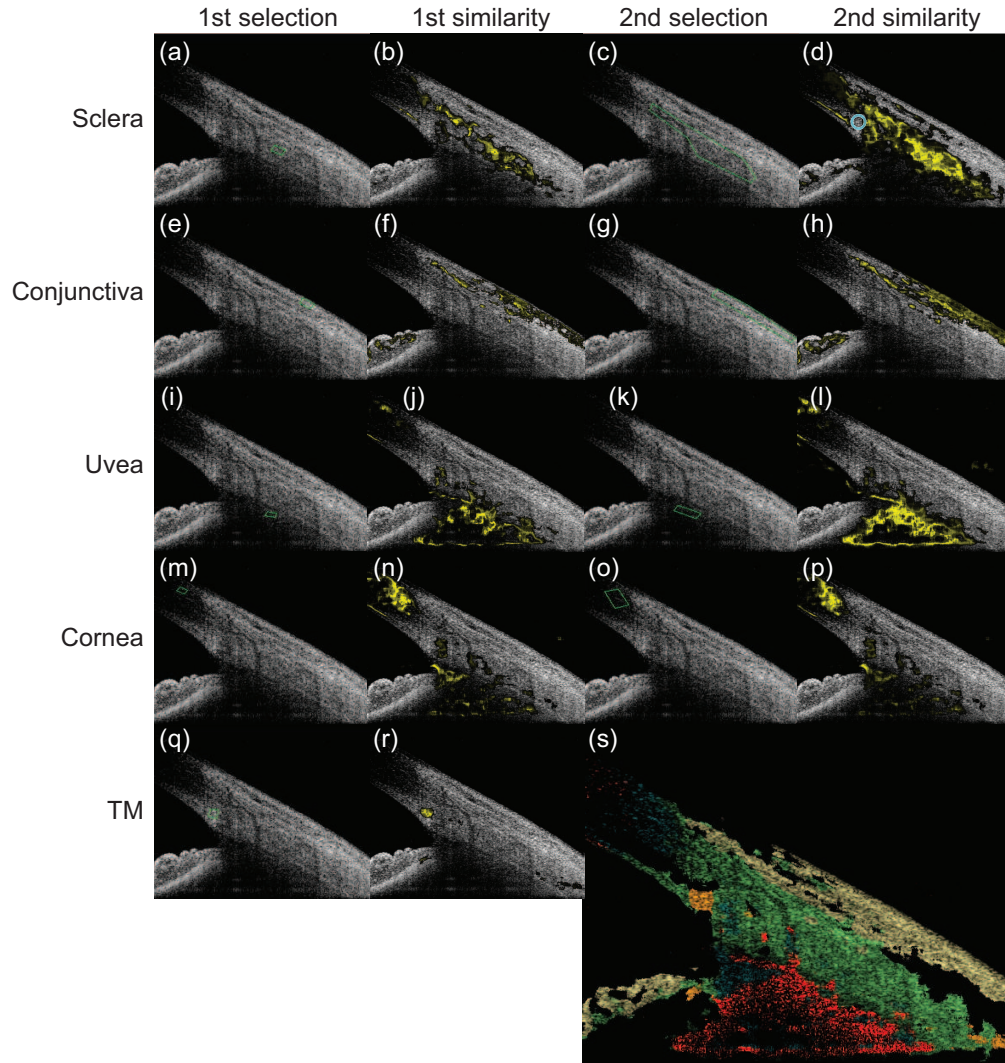 1st selection 1st similarity 2nd selection 2nd similarity
Sclera (a) (b) (c) (d)
Conjunctiva (e) (f) (g) (h)
Uvea (i) (j) (k) (l)
Cornea (m) (n) (o) (p)
TM (q) (r) (s)